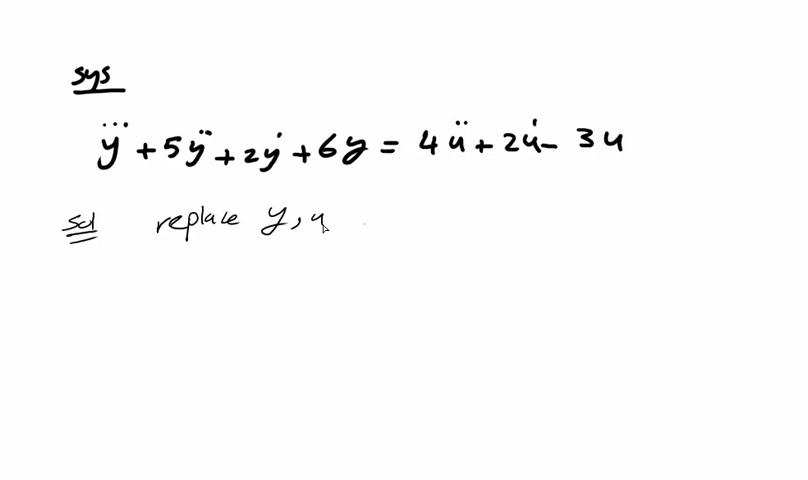 sys
y⃛ + 5ÿ + 2ẏ + 6y = 4ü + 2u̇ - 3u
Sol replace y, u